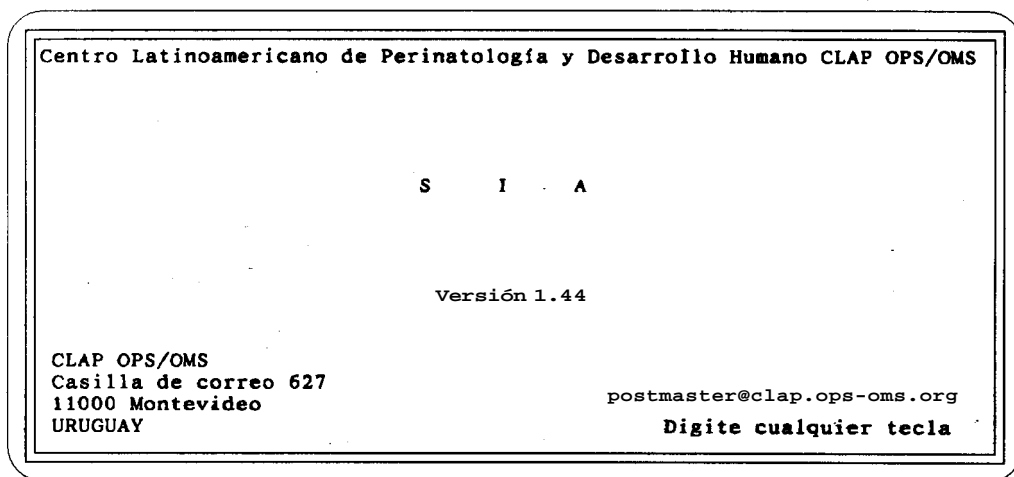 Centro Latinoamericano de Perinatología y Desarrollo Humano CLAP OPS/OMS
S I A
Versión 1.44
CLAP OPS/OMS
Casilla de correo 627
11000 Montevideo
URUGUAY
postmaster@clap.ops-oms.org
Digite cualquier tecla